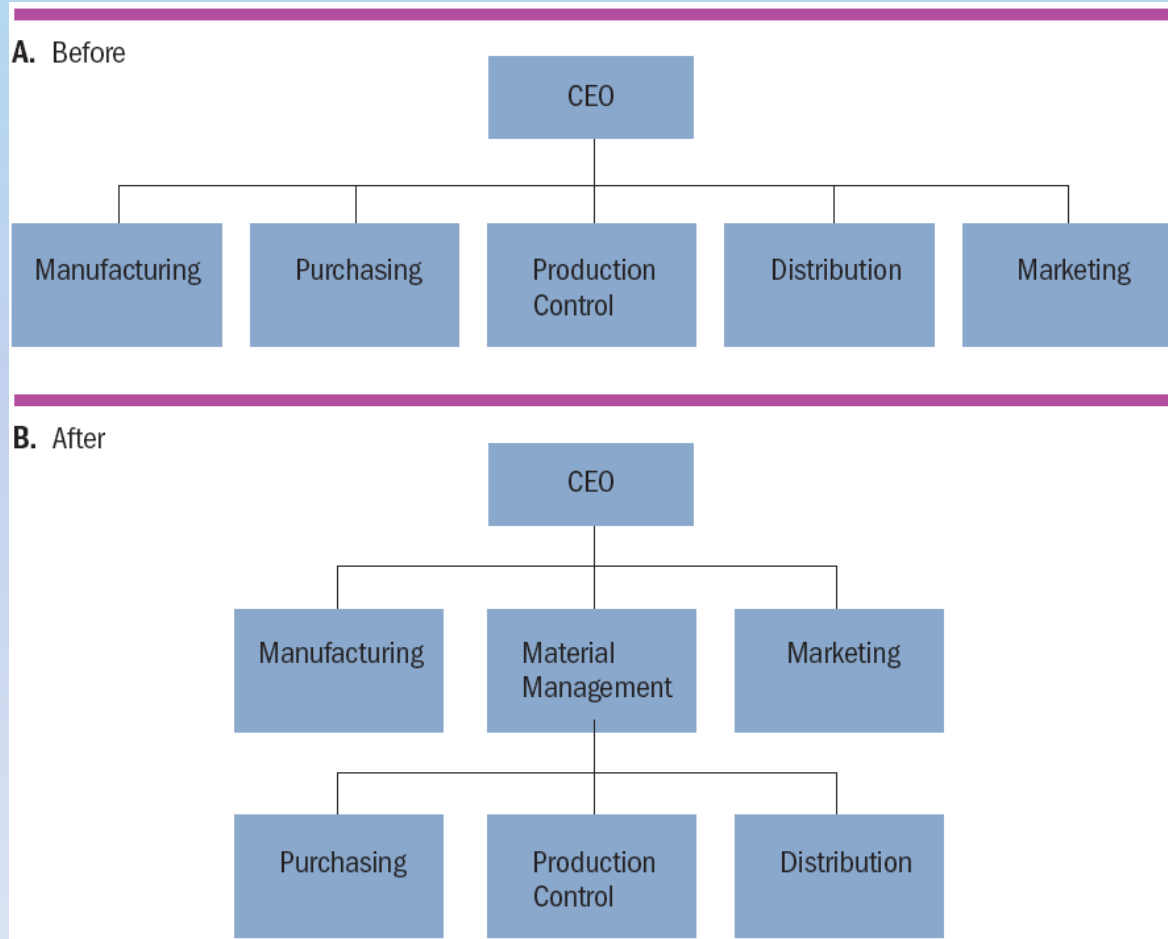 A. Before
CEO
Manufacturing
Purchasing
Production
Control
Distribution
Marketing
B. After
CEO
Manufacturing
Material
Management
Marketing
Purchasing
Production
Control
Distribution